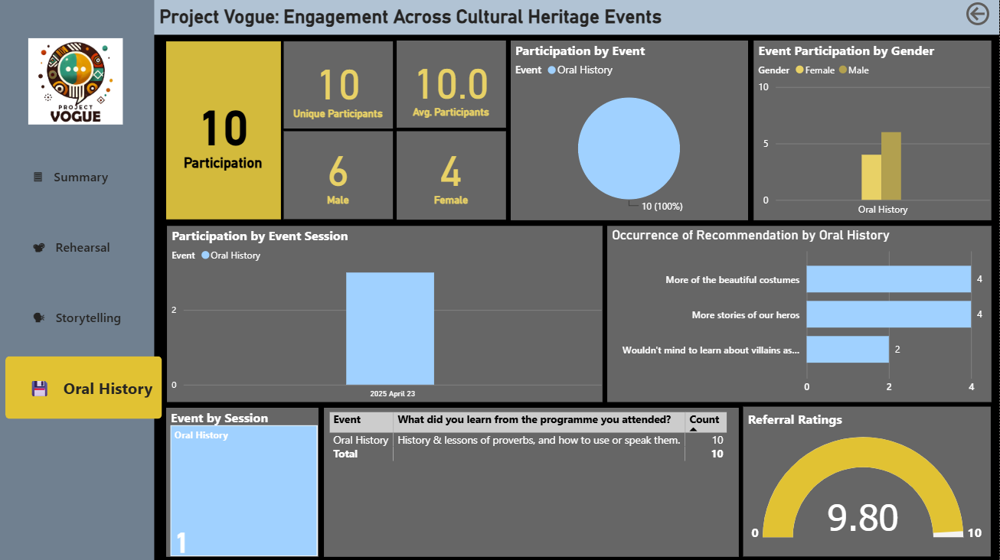 Project Vogue: Engagement Across Cultural Heritage Events
PROJECT
VOGUE
Summary
Rehearsal
Storytelling
Oral History
10
Participation
10
Unique Participants
10.0
Avg. Participants
6
Male
4
Female
Participation by Event
Event Oral History
10 (100%)
Event Participation by Gender
Gender Female Male
10
5
0
Oral History
Participation by Event Session
Event Oral History
2
0
2025 April 23
Occurrence of Recommendation by Oral History
More of the beautiful costumes 4
More stories of our heros 4
Wouldn't mind to learn about villains as... 2
0 2 4
Event by Session
Oral History
1
Event What did you learn from the programme you attended? Count
Oral History History & lessons of proverbs, and how to use or speak them. 10
Total 10
Referral Ratings
9.80
0 10